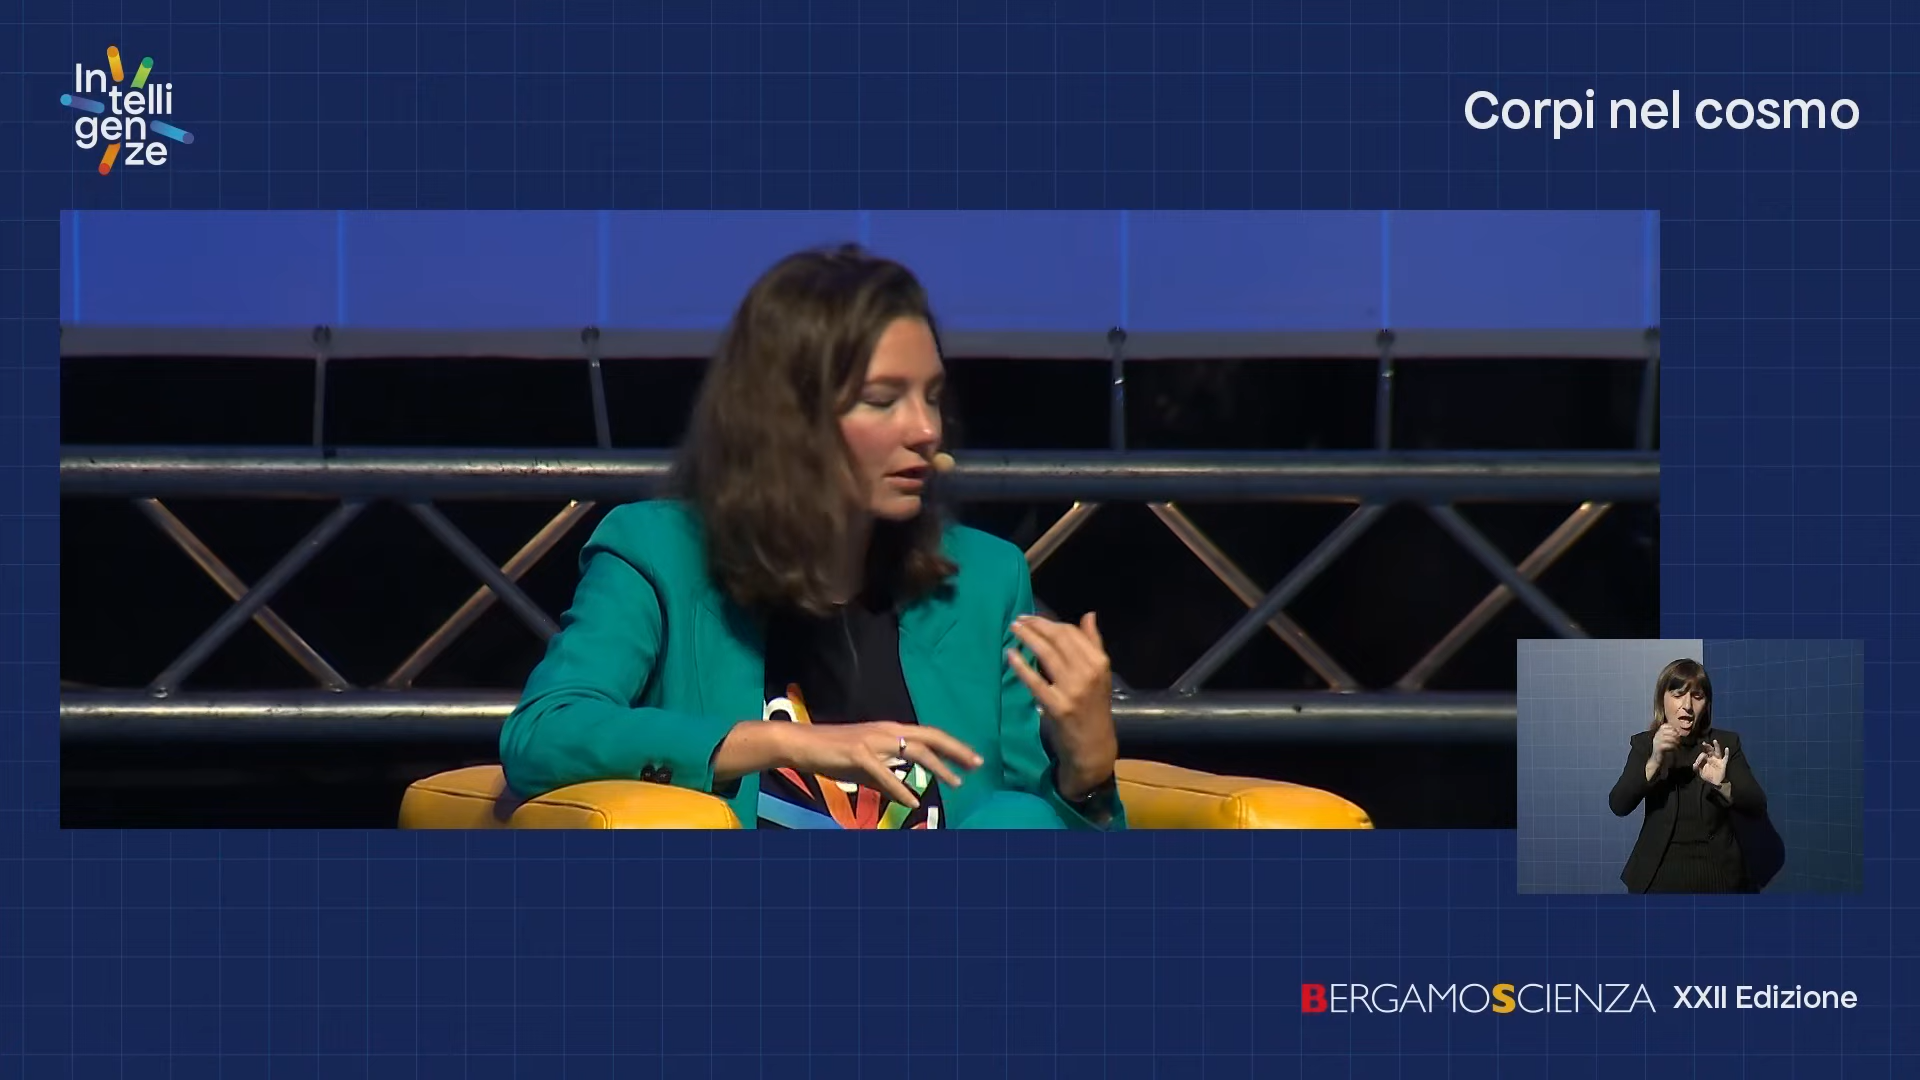 In
telli
gen
ze
Corpi nel cosmo
BERGAMOSCIENZA XXII Edizione